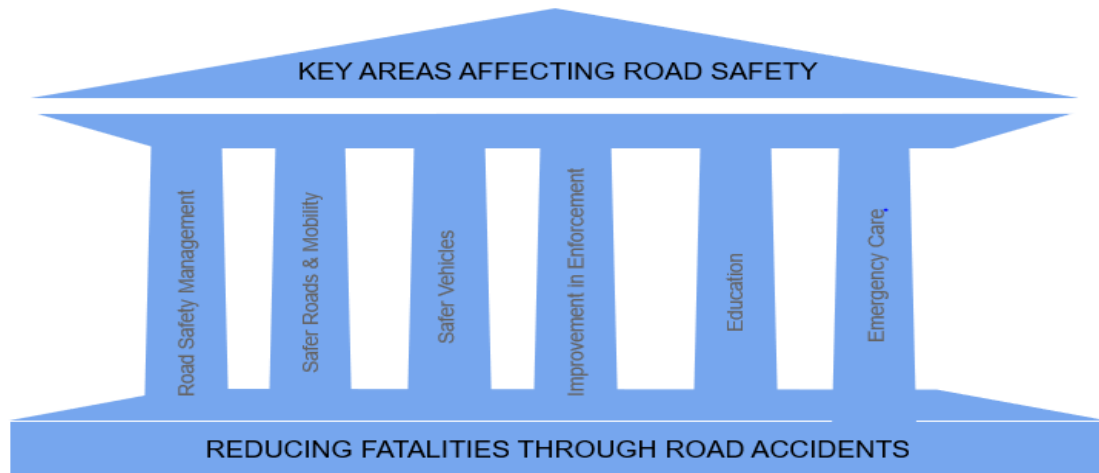 KEY AREAS AFFECTING ROAD SAFETY
Road Safety Management
Safer Roads & Mobility
Safer Vehicles
Improvement in Enforcement
Education
Emergency Care
REDUCING FATALITIES THROUGH ROAD ACCIDENTS